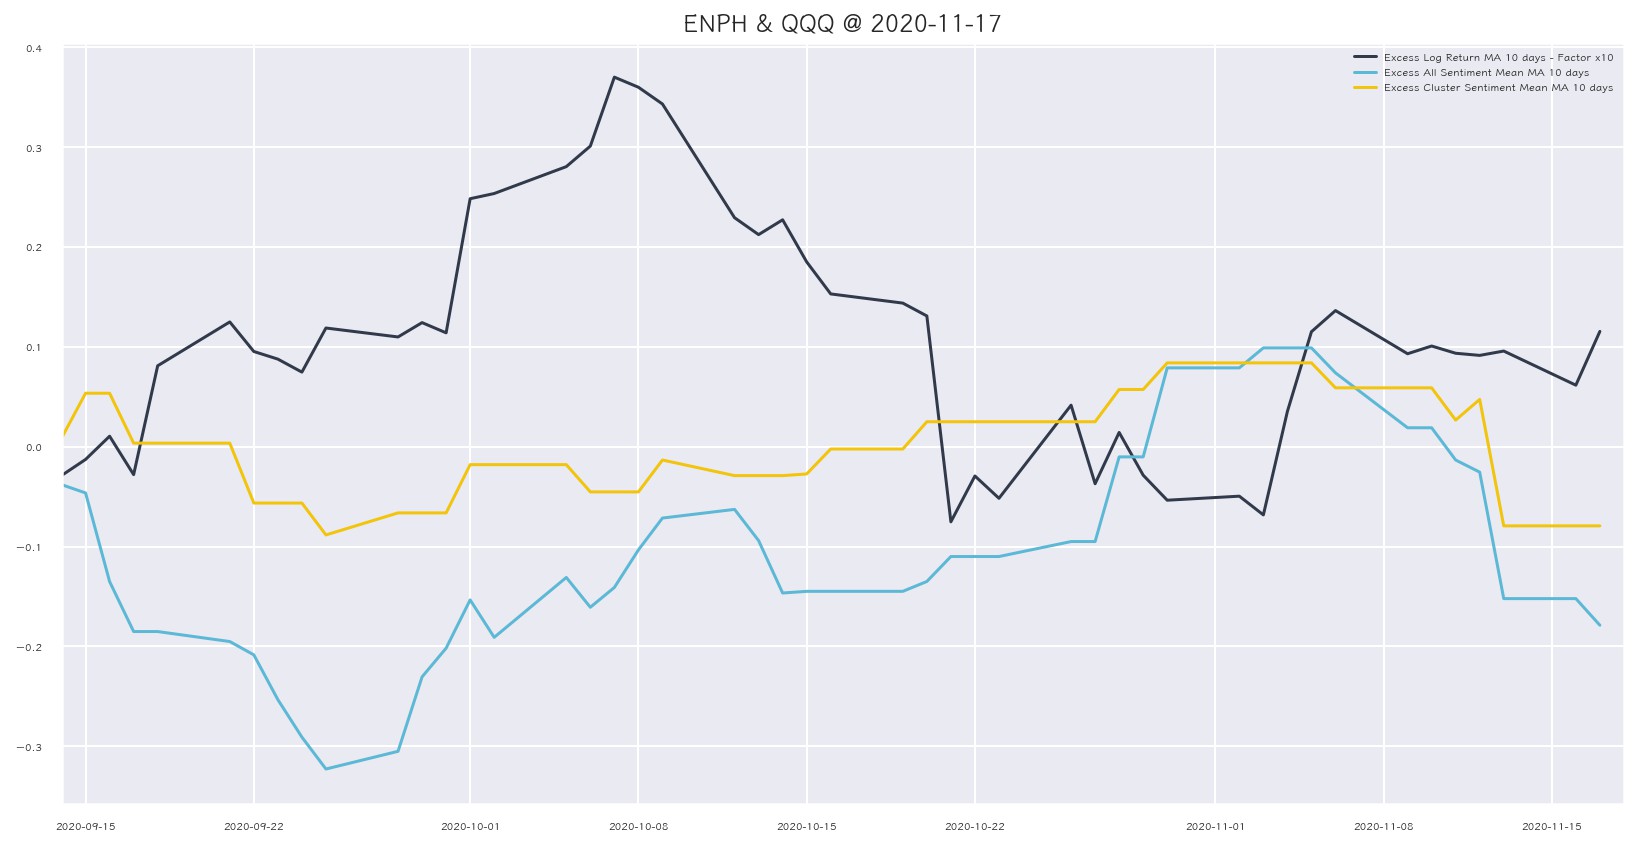 ENPH & QQQ @ 2020-11-17
0.4
0.3
0.2
0.1
0.0
−0.1
−0.2
−0.3
Excess Log Return MA 10 days - Factor x10
Excess All Sentiment Mean MA 10 days
Excess Cluster Sentiment Mean MA 10 days
2020-09-15 2020-09-22 2020-10-01 2020-10-08 2020-10-15 2020-10-22 2020-11-01 2020-11-08 2020-11-15